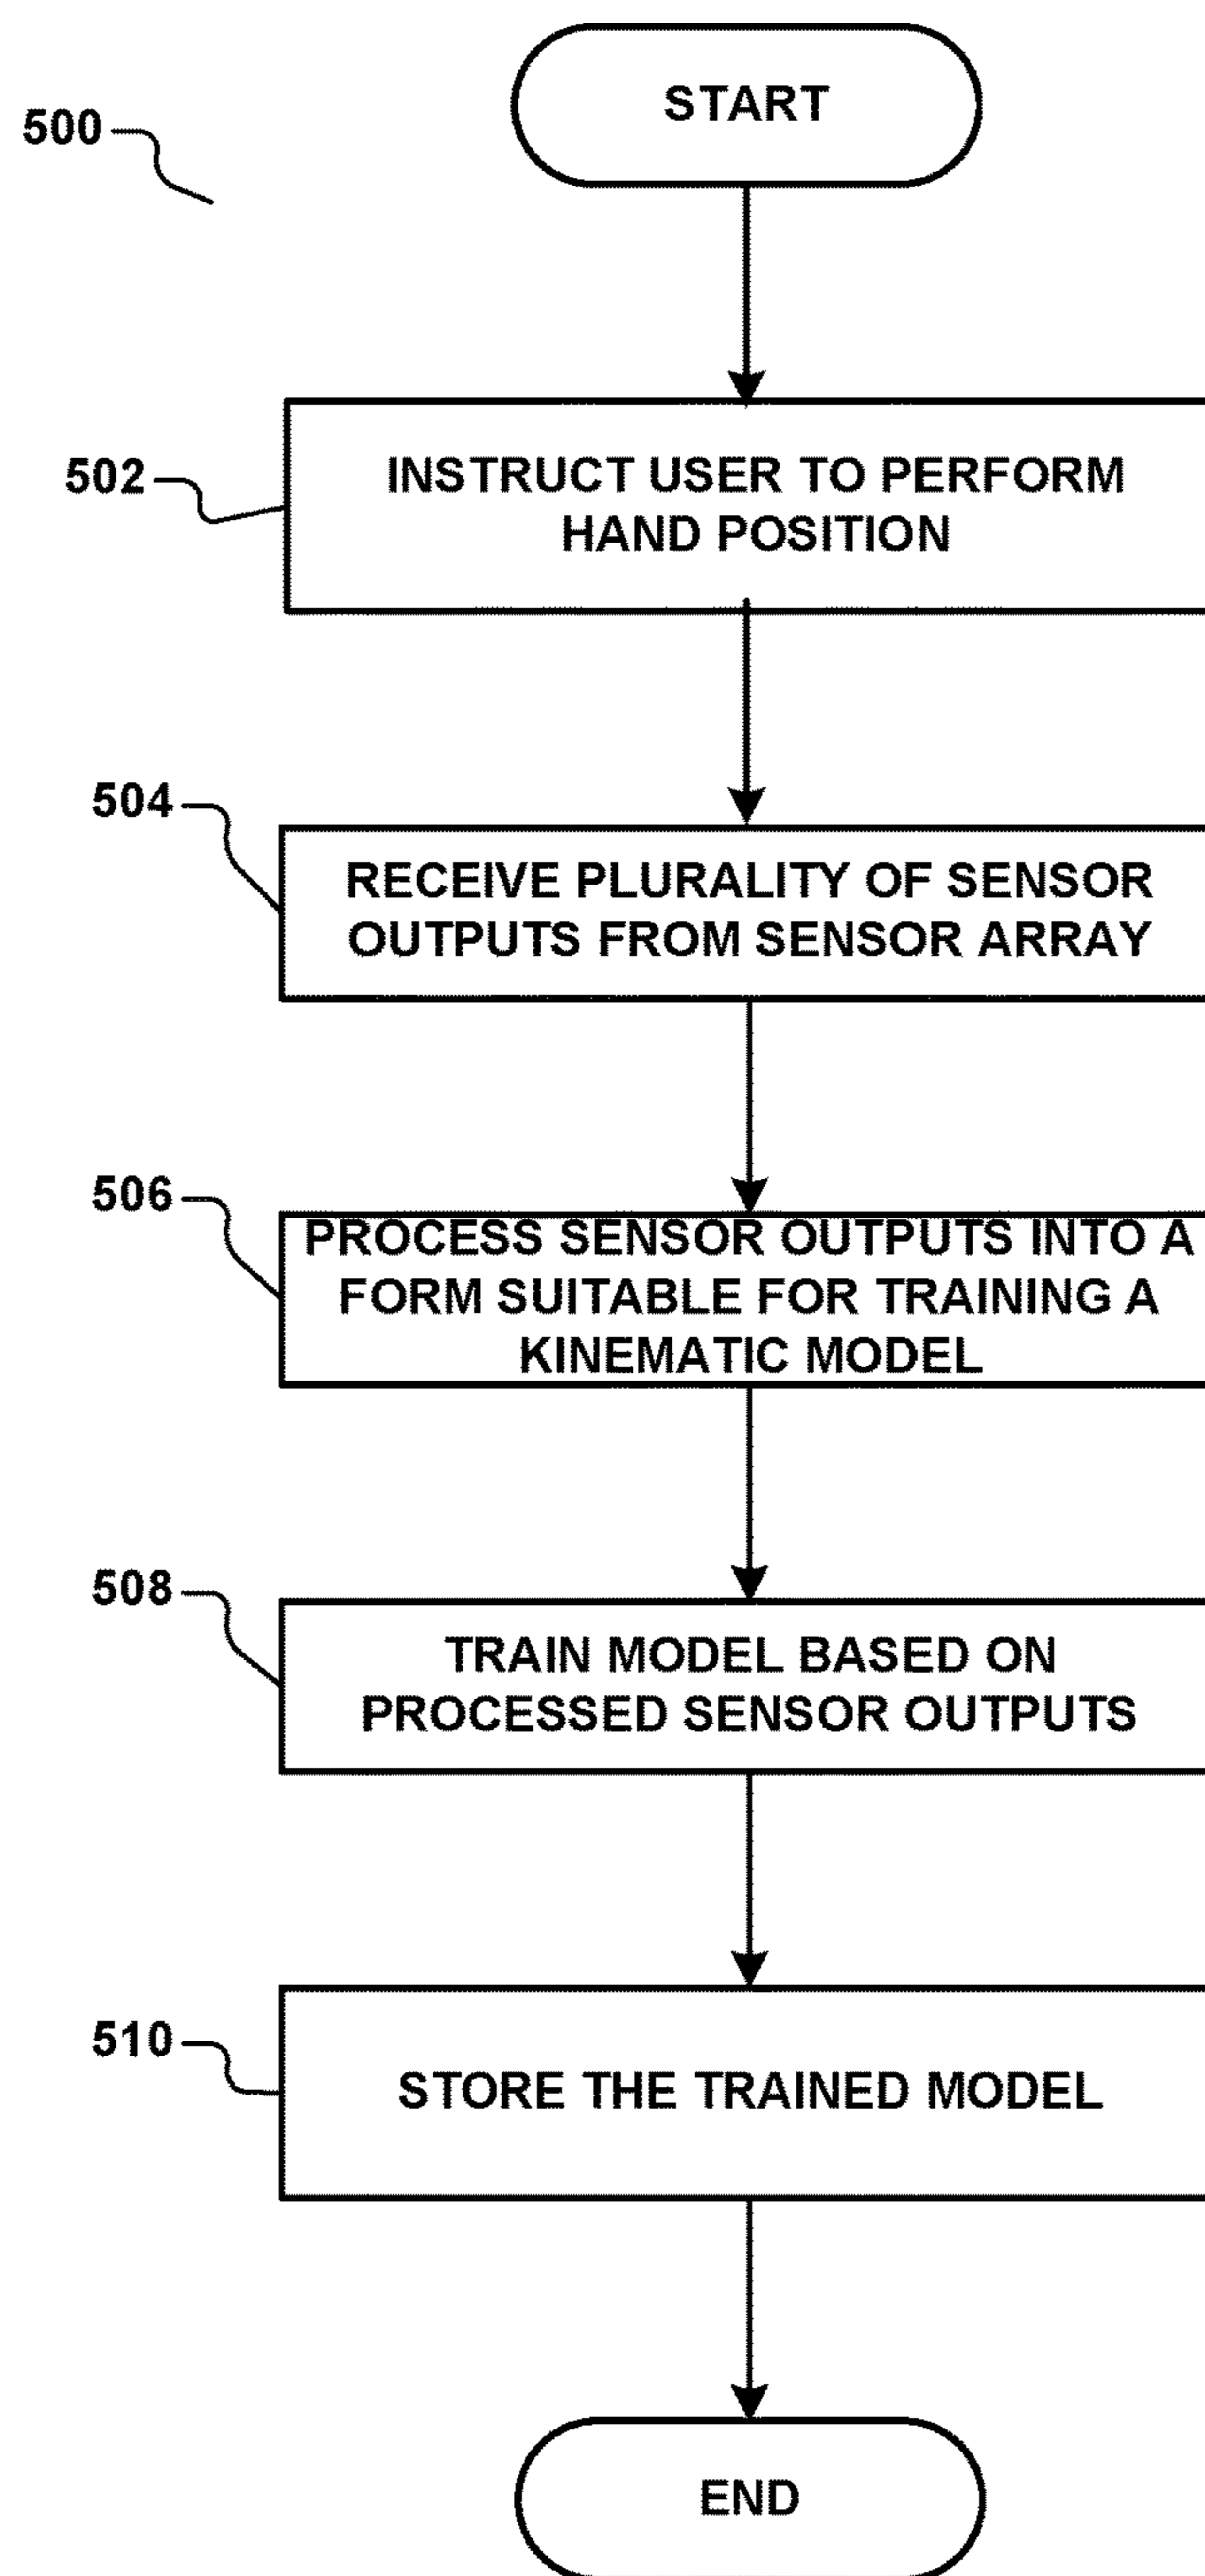 START
500
502
INSTRUCT USER TO PERFORM
HAND POSITION
504
RECEIVE PLURALITY OF SENSOR
OUTPUTS FROM SENSOR ARRAY
506
PROCESS SENSOR OUTPUTS INTO A
FORM SUITABLE FOR TRAINING A
KINEMATIC MODEL
508
TRAIN MODEL BASED ON
PROCESSED SENSOR OUTPUTS
510
STORE THE TRAINED MODEL
END